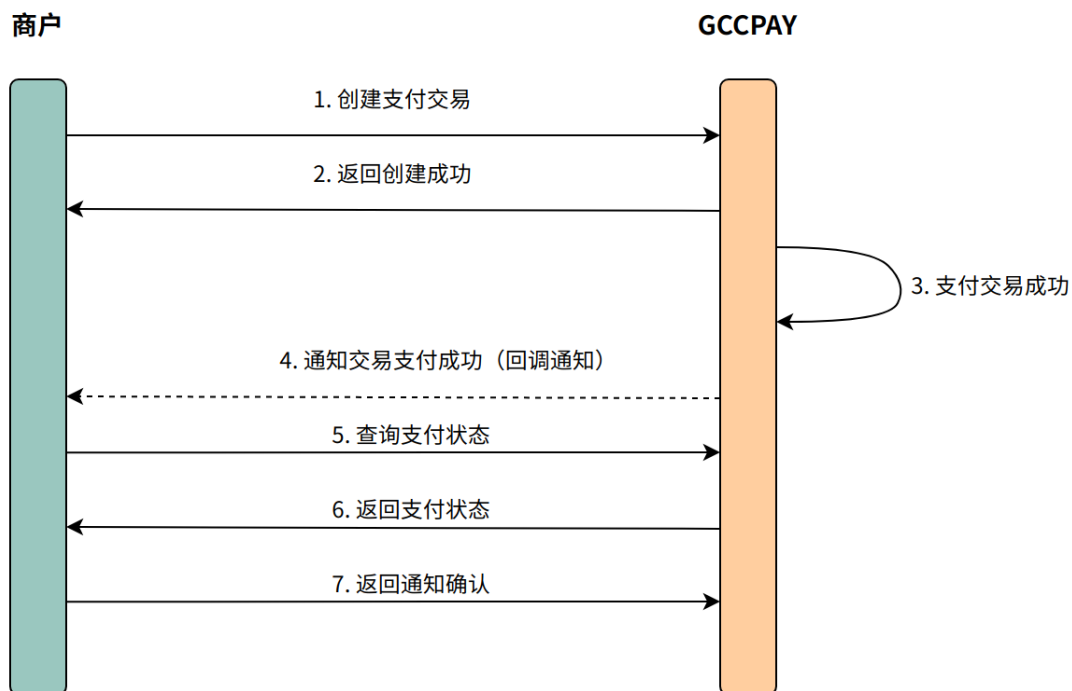 商户
GCCPAY
1. 创建支付交易
2. 返回创建成功
3. 支付交易成功
4. 通知交易支付成功（回调通知）
5. 查询支付状态
6. 返回支付状态
7. 返回通知确认